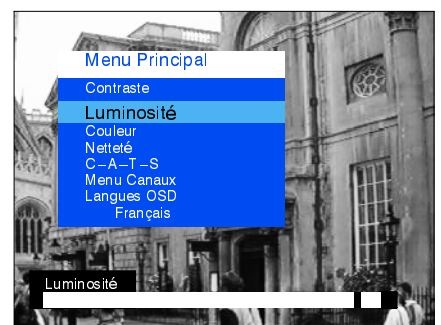 Menu Principal
Contraste
Luminosité
Couleur
Netteté
C–A–T–S
Menu Canaux
Langues OSD
Français
Luminosité